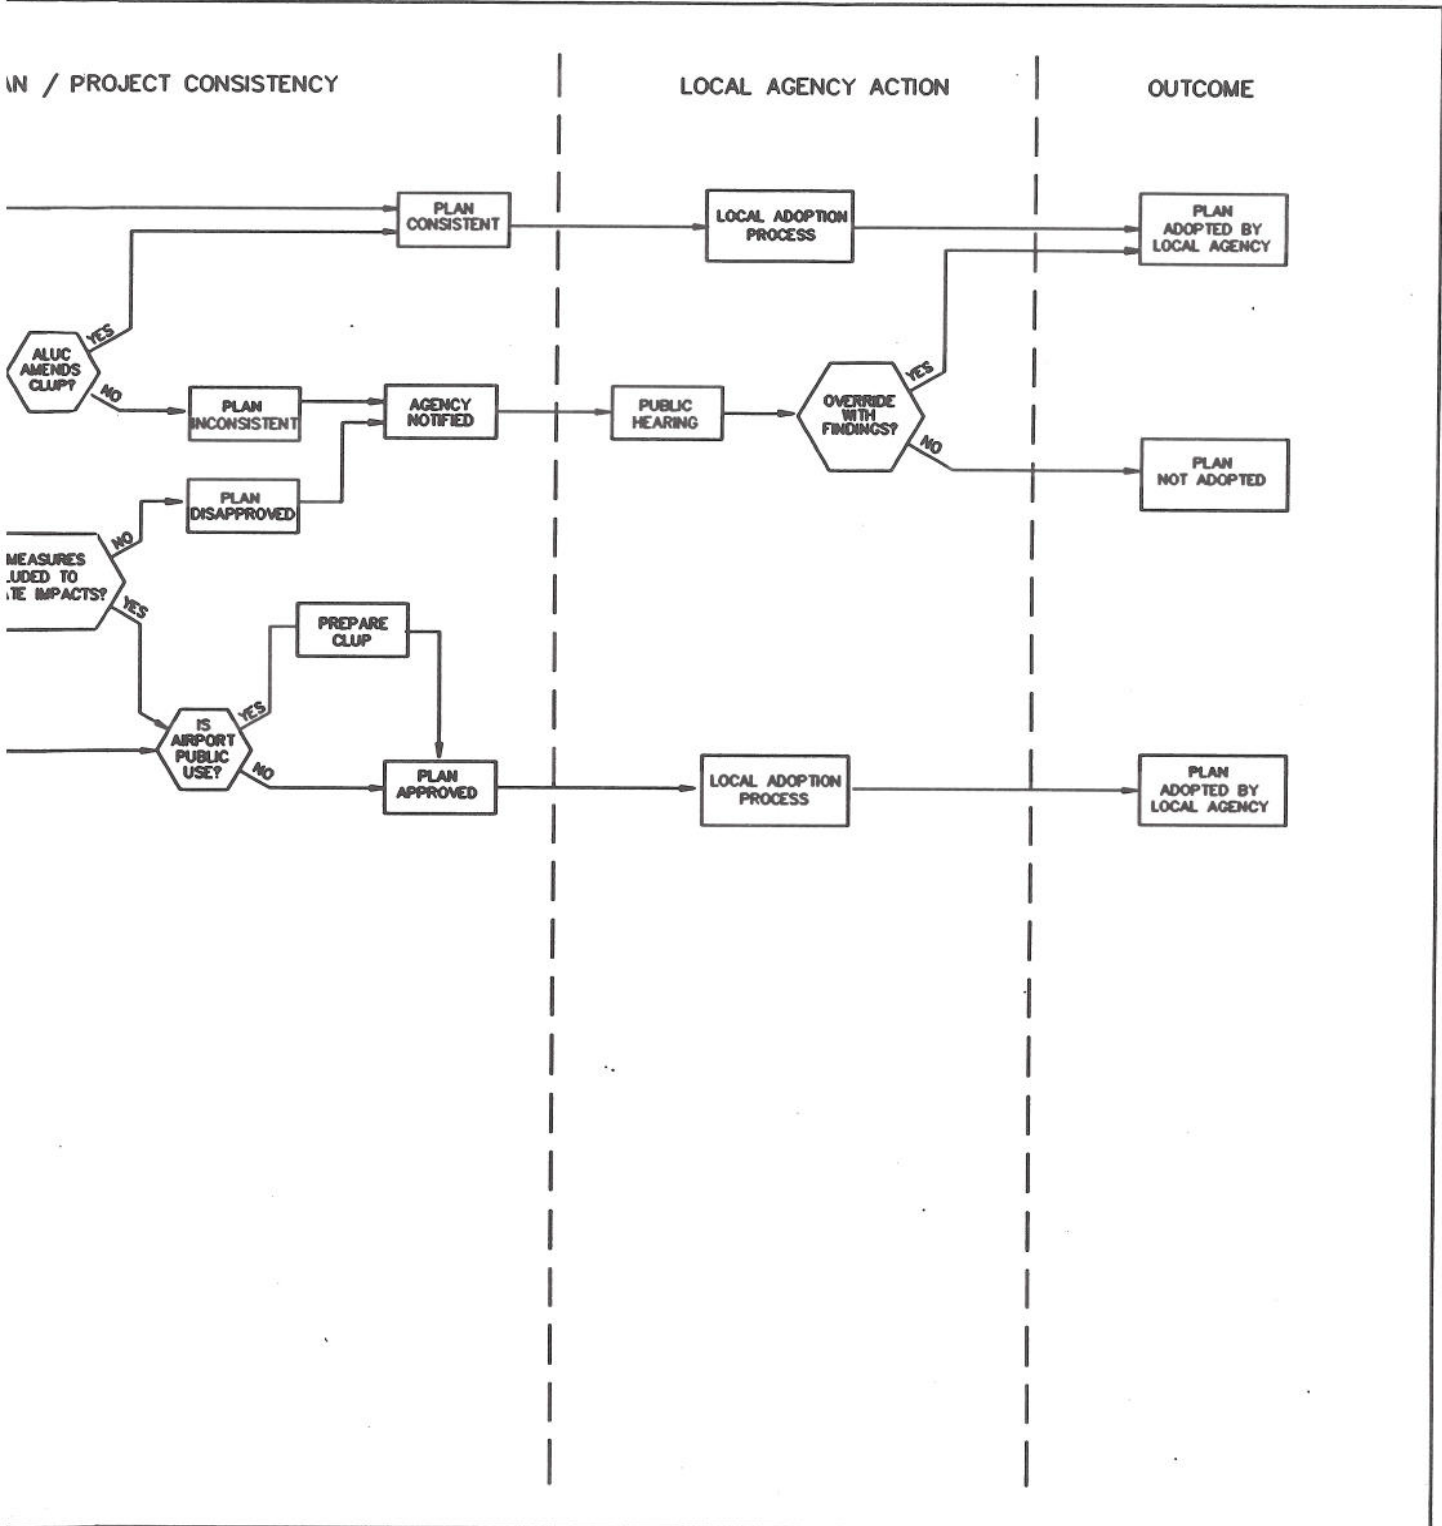 / PROJECT CONSISTENCY
LOCAL AGENCY ACTION
OUTCOME
PLAN
CONSISTENT
LOCAL ADOPTION
PROCESS
PLAN
ADOPTED BY
LOCAL AGENCY
YES
ALUC
AMENDS
CLUP?
NO
PLAN
INCONSISTENT
AGENCY
NOTIFIED
PUBLIC
HEARING
OVERRIDE
WITH
FINDINGS?
YES
NO
PLAN
NOT ADOPTED
PLAN
DISAPPROVED
NO
MEASURES
LUDED TO
TE IMPACTS?
YES
PREPARE
CLUP
YES
IS
AIRPORT
PUBLIC
USE?
NO
PLAN
APPROVED
LOCAL ADOPTION
PROCESS
PLAN
ADOPTED BY
LOCAL AGENCY